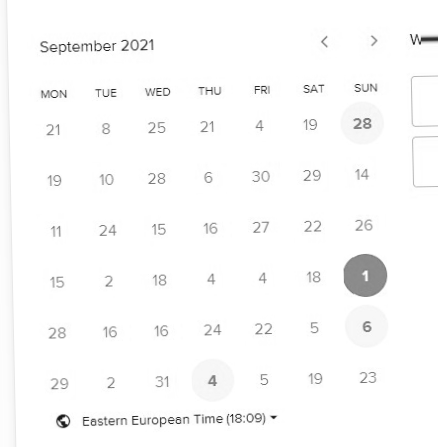 September 2021
MON TUE WED THU FRI SAT SUN
21 8 25 21 4 19 28
19 10 28 6 30 29 14
11 24 15 16 27 22 26
15 2 18 4 4 18 1
28 16 16 24 22 5 6
29 2 31 4 5 19 23
Eastern European Time (18:09)